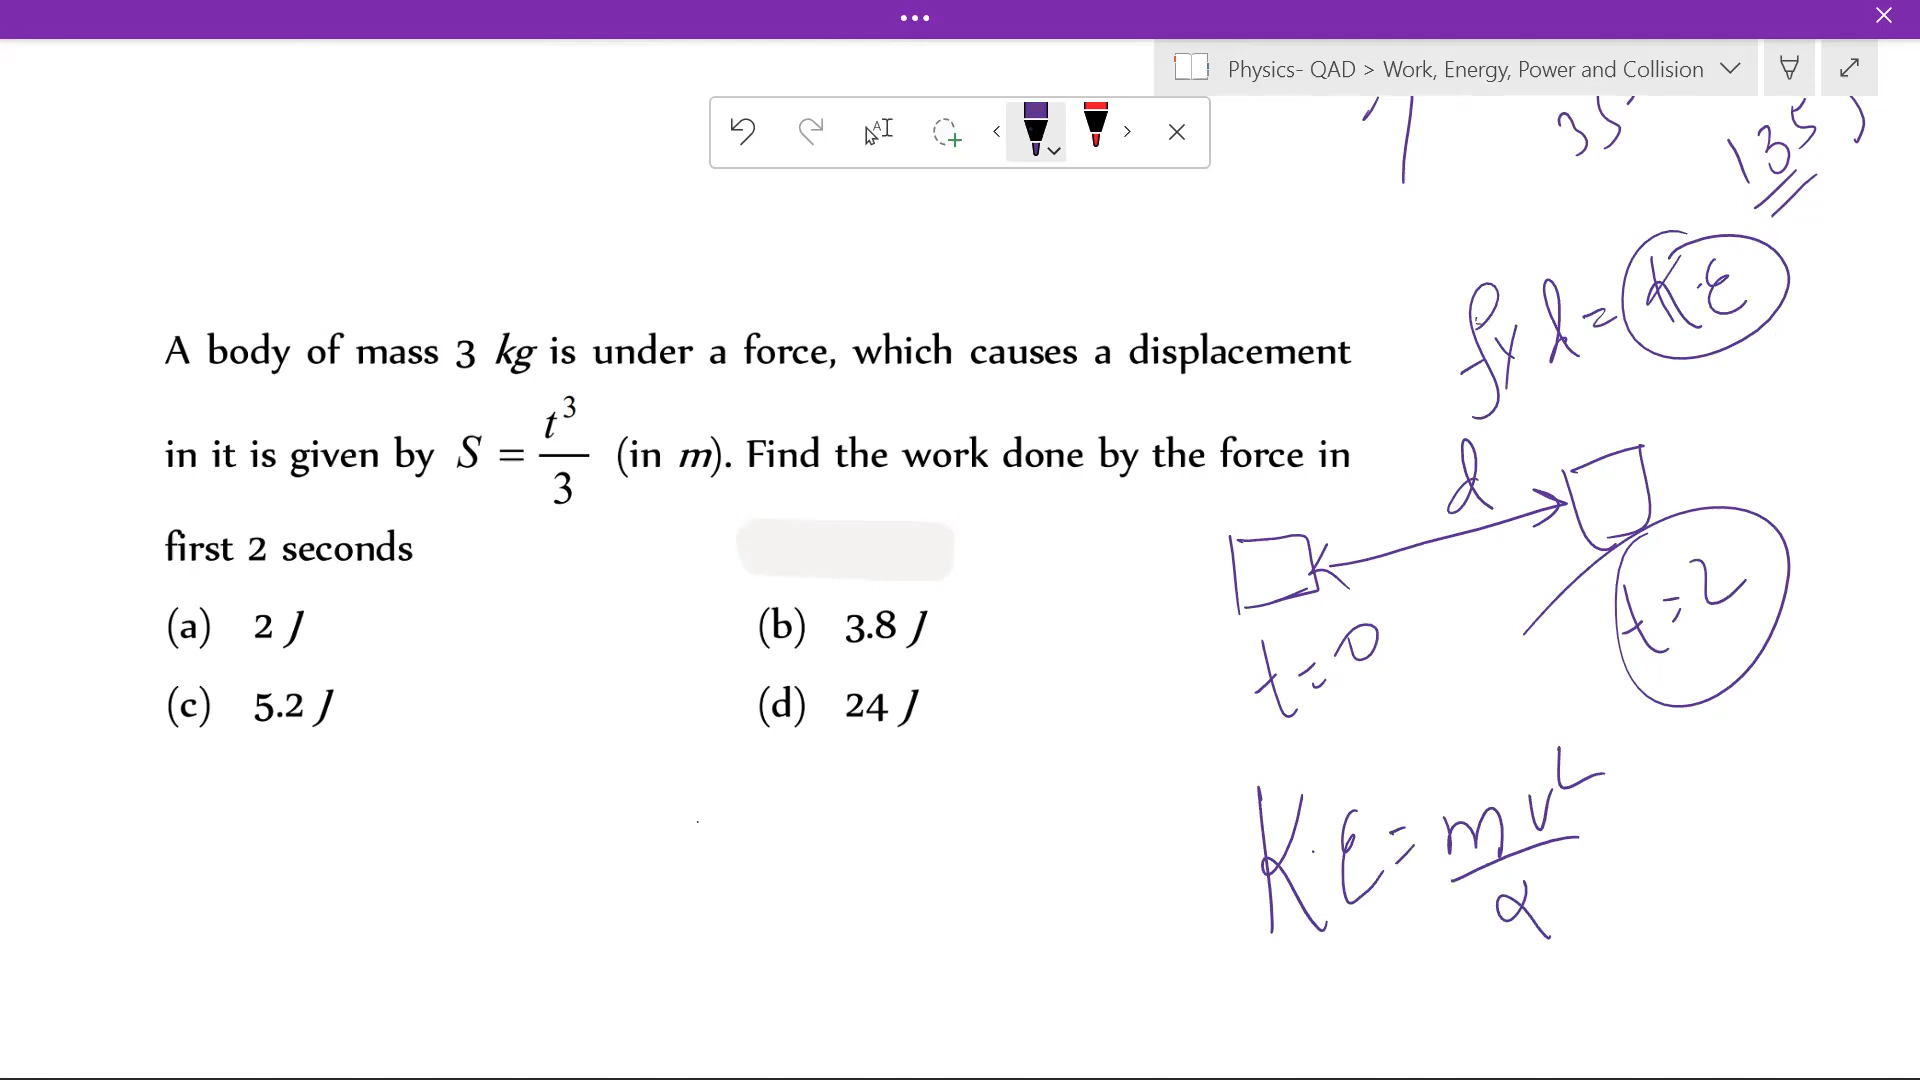 Physics- QAD > Work, Energy, Power and Collision
35
135 J
f x d = K.E
A body of mass 3 kg is under a force, which causes a displacement
in it is given by S = t³/3 (in m). Find the work done by the force in
first 2 seconds
(a) 2 J (b) 3.8 J
(c) 5.2 J (d) 24 J
d
t = 0
t = 2
K.E = mv²/2